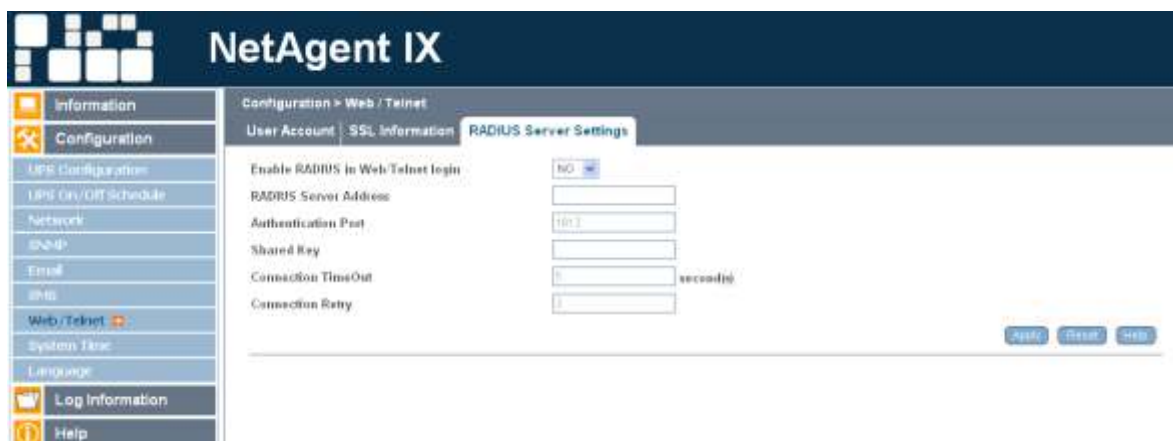 NetAgent IX
Information
Configuration
UPS Configuration
UPS On/Off Schedule
Network
SNMP
Email
SMS
Web/Telnet
System Time
Language
Log Information
Help
Configuration > Web / Telnet
User Account SSL Information RADIUS Server Settings
Enable RADIUS in Web/Telnet login NO
RADIUS Server Address
Authentication Port 1812
Shared Key
Connection TimeOut second(s)
Connection Retry
Apply Reset Help